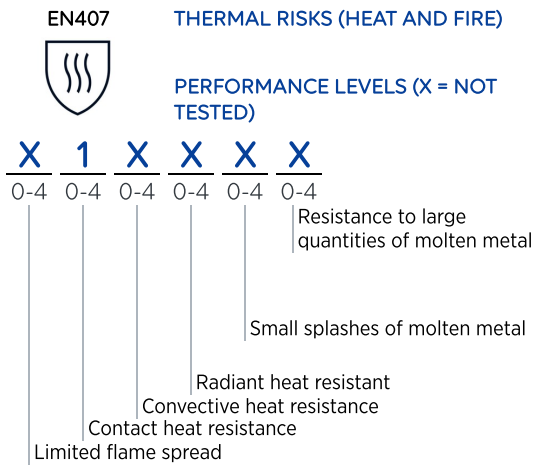 EN407
THERMAL RISKS (HEAT AND FIRE)
PERFORMANCE LEVELS (X = NOT
TESTED)
X 1 X X X X
0-4 0-4 0-4 0-4 0-4 0-4
Resistance to large
quantities of molten metal
Small splashes of molten metal
Radiant heat resistant
Convective heat resistance
Contact heat resistance
Limited flame spread